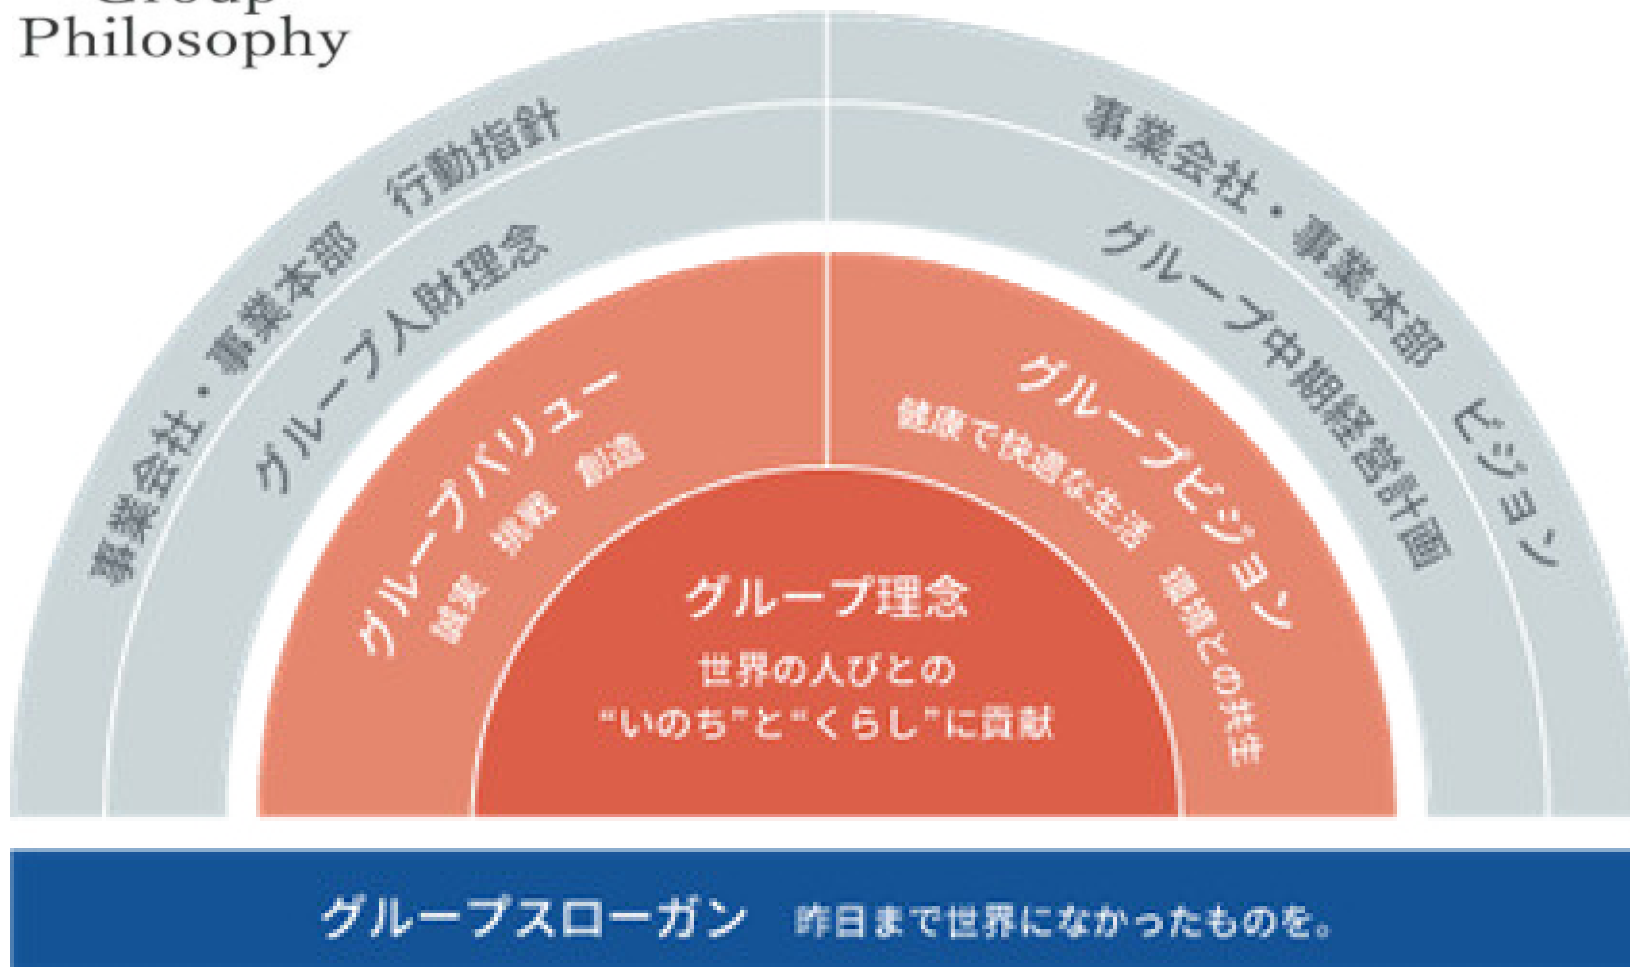 Group
Philosophy
事業会社・事業本部　行動指針
グループ人財理念
事業会社・事業本部　ビジョン
グループ中期経営計画
グループバリュー
誠実　挑戦　創造
グループビジョン
健康で快適な生活　環境との共生
グループ理念
世界の人びとの
“いのち”と“くらし”に貢献
グループスローガン　昨日まで世界になかったものを。